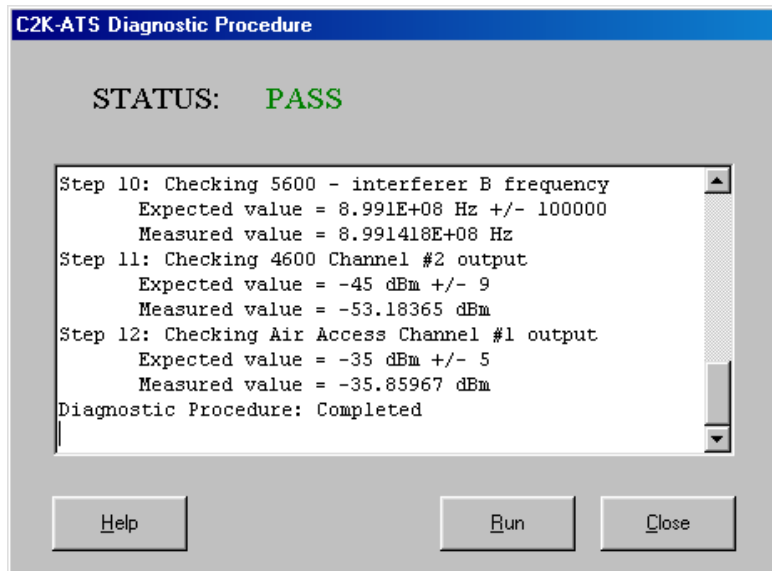 C2K-ATS Diagnostic Procedure
STATUS: PASS
Step 10: Checking 5600 - interferer B frequency
Expected value = 8.991E+08 Hz +/- 100000
Measured value = 8.991418E+08 Hz
Step 11: Checking 4600 Channel #2 output
Expected value = -45 dBm +/- 9
Measured value = -53.18365 dBm
Step 12: Checking Air Access Channel #1 output
Expected value = -35 dBm +/- 5
Measured value = -35.85967 dBm
Diagnostic Procedure: Completed
Help Run Close